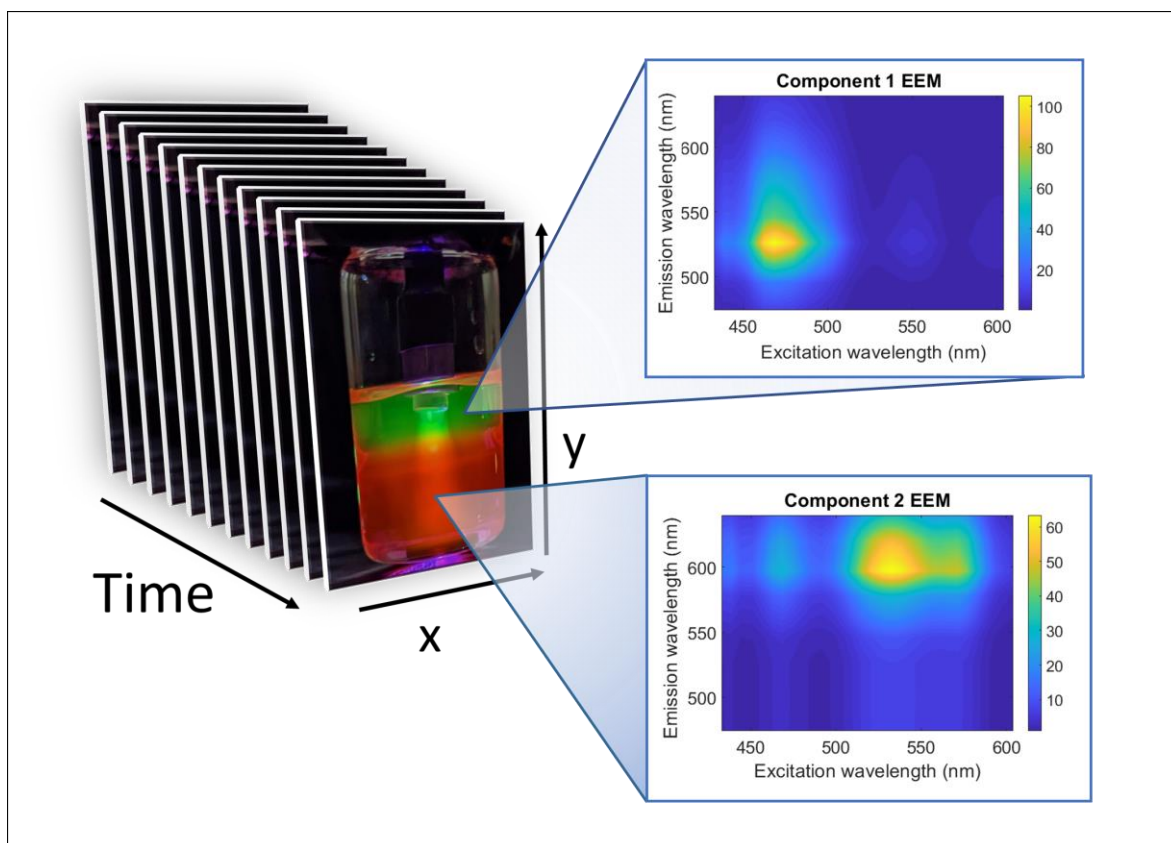 Time
x
y
Component 1 EEM
Emission wavelength (nm)
600
550
500
450 500 550 600
Excitation wavelength (nm)
100
80
60
40
20
Component 2 EEM
Emission wavelength (nm)
600
550
500
450 500 550 600
Excitation wavelength (nm)
60
50
40
30
20
10